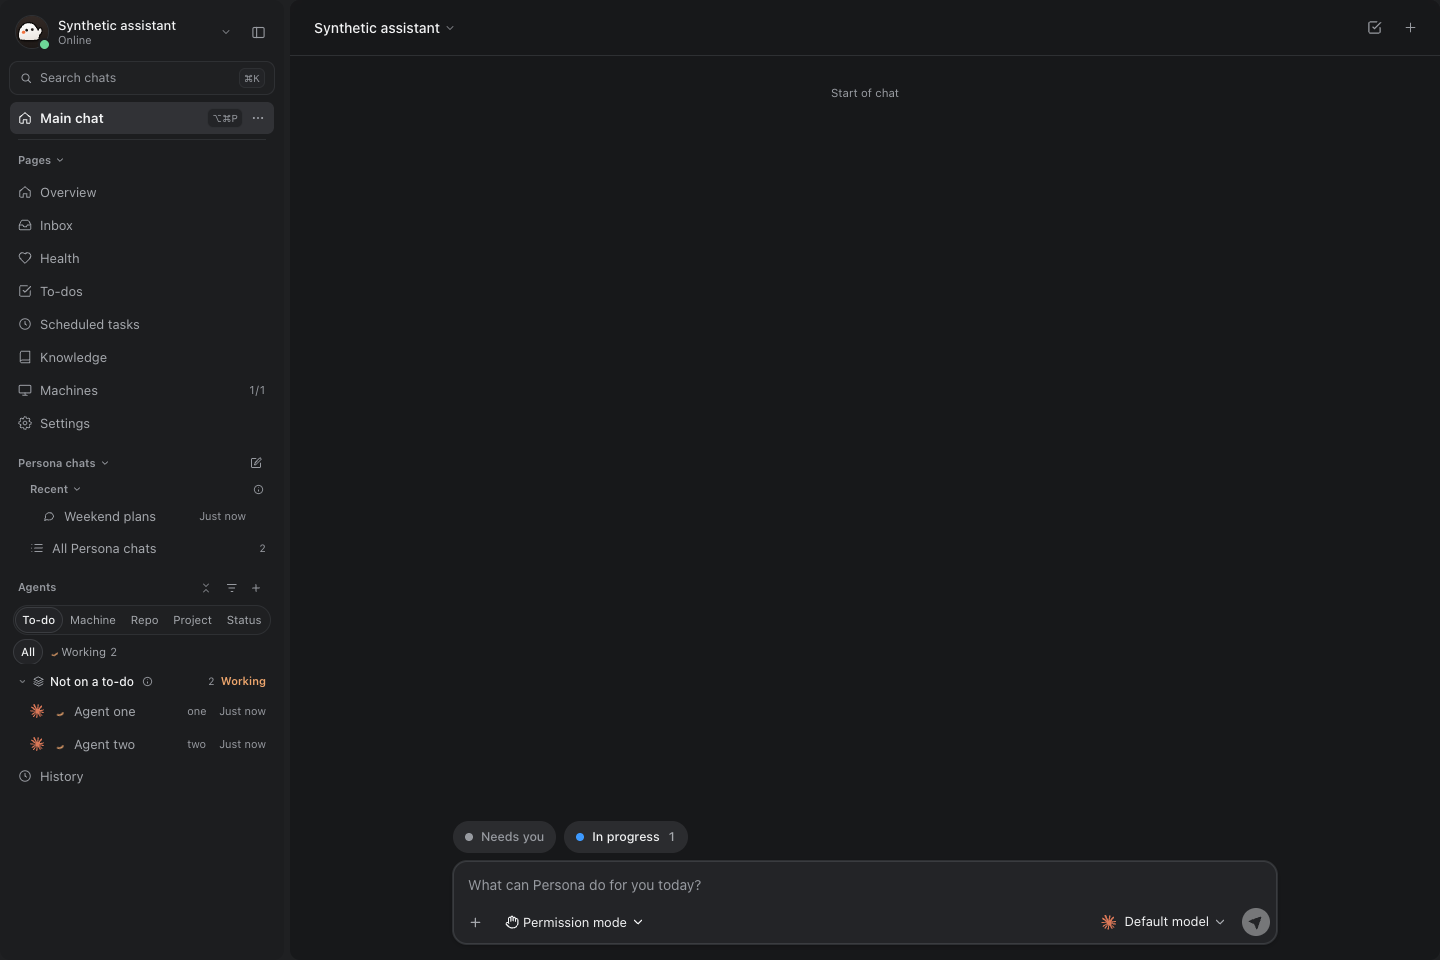 Synthetic assistant
Online
Search chats ⌘K
Main chat ⌥⌘P
Pages
Overview
Inbox
Health
To-dos
Scheduled tasks
Knowledge
Machines 1/1
Settings
Persona chats
Recent
Weekend plans Just now
All Persona chats 2
Agents
To-do Machine Repo Project Status
All Working 2
Not on a to-do 2 Working
Agent one one Just now
Agent two two Just now
History
Synthetic assistant
Start of chat
Needs you In progress 1
What can Persona do for you today?
Permission mode Default model